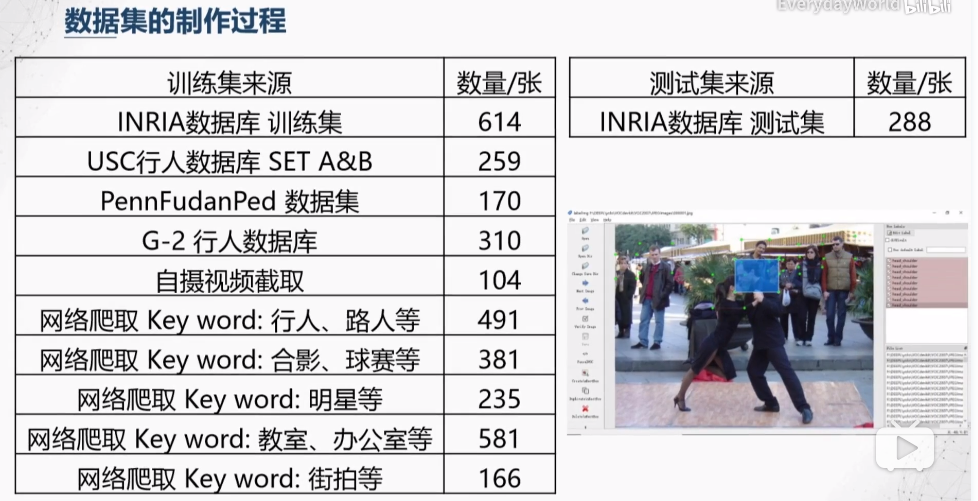 EverydayWorld bilibili
数据集的制作过程
训练集来源 数量/张
INRIA数据库 训练集 614
USC行人数据库 SET A&B 259
PennFudanPed 数据集 170
G-2 行人数据库 310
自摄视频截取 104
网络爬取 Key word: 行人、路人等 491
网络爬取 Key word: 合影、球赛等 381
网络爬取 Key word: 明星等 235
网络爬取 Key word: 教室、办公室等 581
网络爬取 Key word: 街拍等 166
测试集来源 数量/张
INRIA数据库 测试集 288